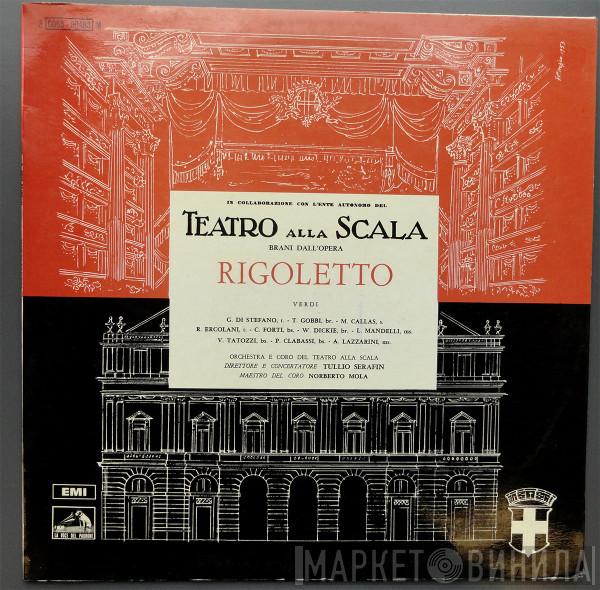 IN COLLABORAZIONE CON L'ENTE AUTONOMO DEL
TEATRO ALLA SCALA
BRANI DALL'OPERA
RIGOLETTO
VERDI
G. DI STEFANO, t. - T. GOBBI, br. - M. CALLAS, s.
R. ERCOLANI, t. - C. FORTI, bs. - W. DICKIE, br. - L. MANDELLI, ms.
V. TATOZZI, bs. - P. CLABASSI, bs. - A. LAZZARINI, ms.
ORCHESTRA E CORO DEL TEATRO ALLA SCALA
DIRETTORE E CONCERTATORE TULLIO SERAFIN
MAESTRO DEL CORO NORBERTO MOLA
EMI
LA VOCE DEL PADRONE
МАРКЕТ ВИНИЛА